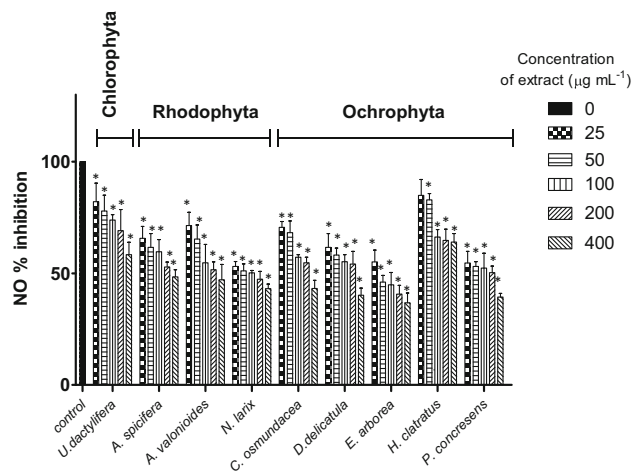 Chlorophyta
Rhodophyta
Ochrophyta
Concentration
of extract (μg mL-1)
0
25
50
100
200
400
NO % inhibition
100
50
0
* * * * *
* * * * *
* * * * *
* * * * *
* * * * *
* * * * *
* * * * *
* * * *
* * * * *
control
U.dactylifera
A. spicifera
A. valonioides
N. larix
C. osmundacea
D.delicatula
E. arborea
H. clatratus
P. concresens